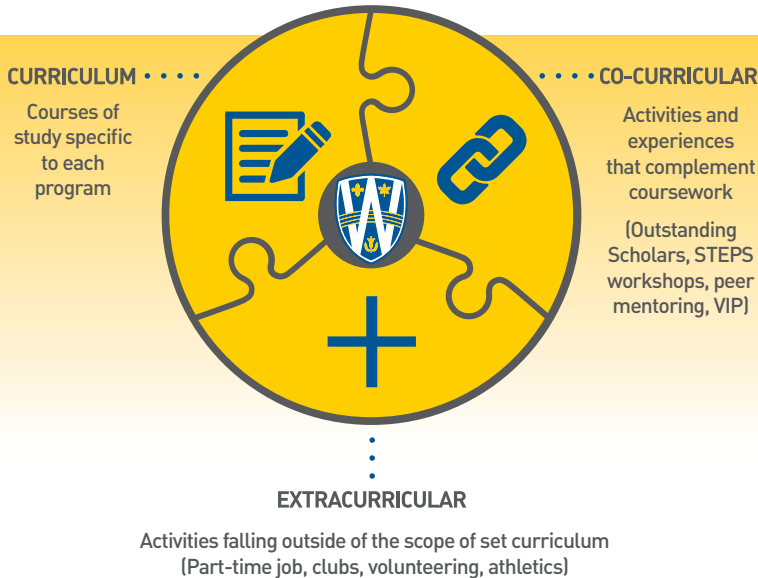 CURRICULUM
Courses of
study specific
to each
program
CO-CURRICULAR
Activities and
experiences
that complement
coursework
(Outstanding
Scholars, STEPS
workshops, peer
mentoring, VIP)
W
EXTRACURRICULAR
Activities falling outside of the scope of set curriculum
(Part-time job, clubs, volunteering, athletics)